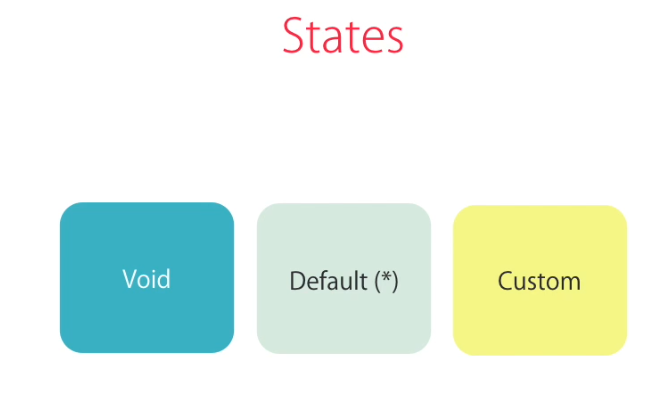 States
Void
Default (*)
Custom